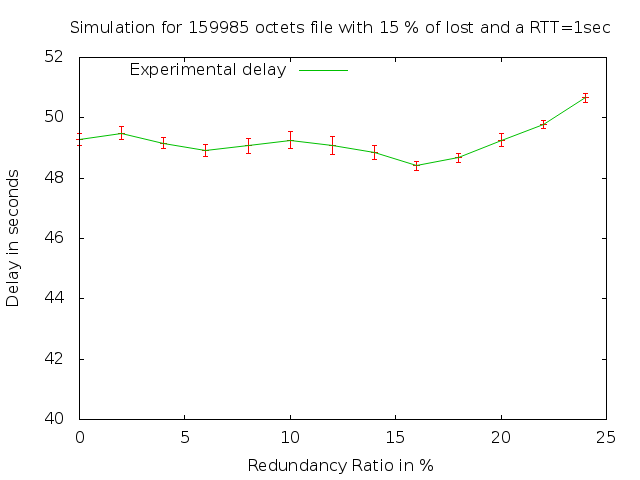 Simulation for 159985 octets file with 15 % of lost and a RTT=1sec
Experimental delay
52
50
48
46
44
42
40
Delay in seconds
0 5 10 15 20 25
Redundancy Ratio in %